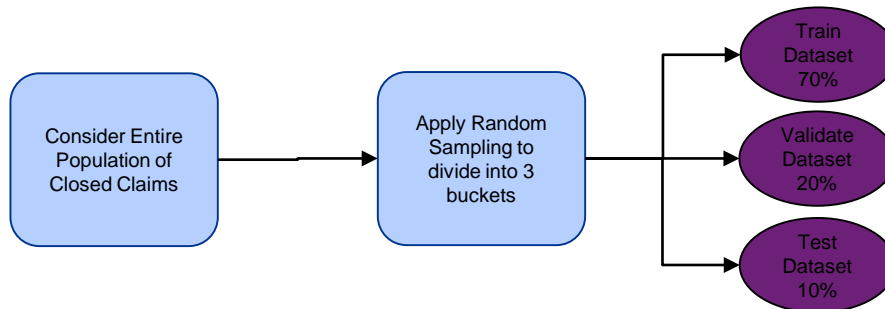 Consider Entire
Population of
Closed Claims
Apply Random
Sampling to
divide into 3
buckets
Train
Dataset
70%
Validate
Dataset
20%
Test
Dataset
10%